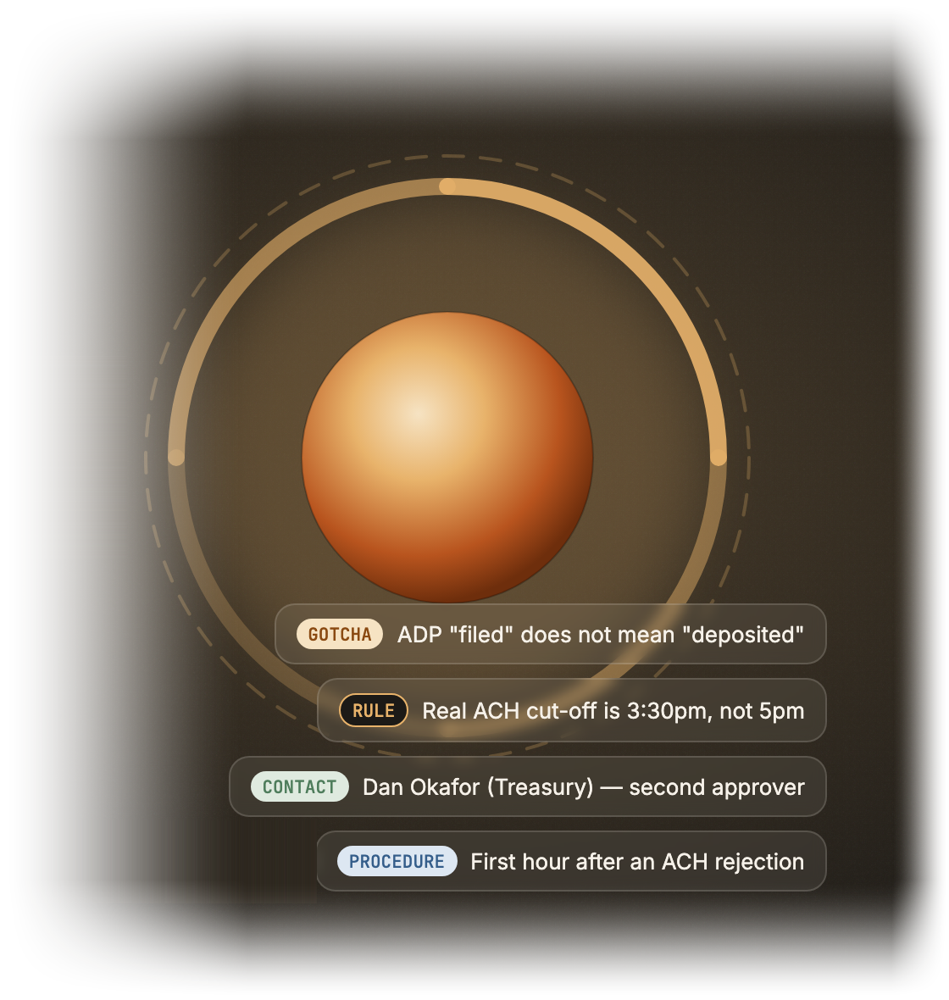 GOTCHA ADP "filed" does not mean "deposited"
RULE Real ACH cut-off is 3:30pm, not 5pm
CONTACT Dan Okafor (Treasury) — second approver
PROCEDURE First hour after an ACH rejection